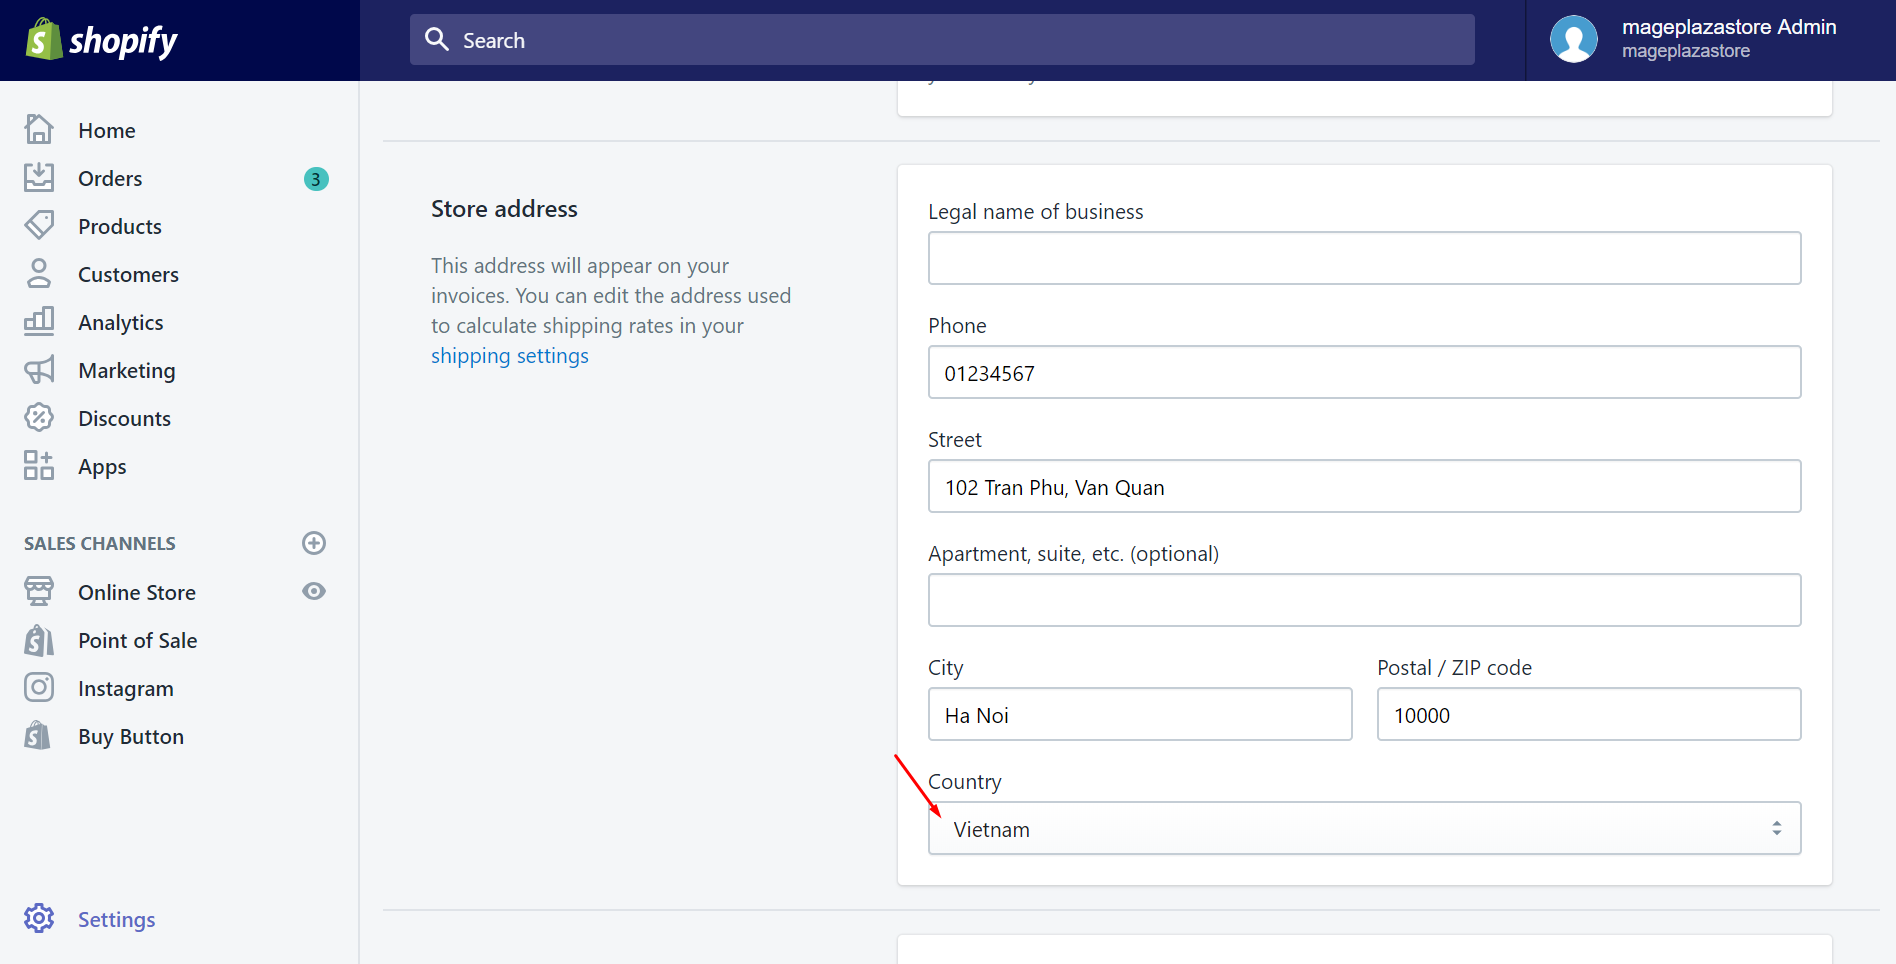 shopify
Search
mageplazastore Admin
mageplazastore
Home
Orders
3
Products
Customers
Analytics
Marketing
Discounts
Apps
SALES CHANNELS
Online Store
Point of Sale
Instagram
Buy Button
Settings
Store address
This address will appear on your
invoices. You can edit the address used
to calculate shipping rates in your
shipping settings
Legal name of business
Phone
01234567
Street
102 Tran Phu, Van Quan
Apartment, suite, etc. (optional)
City
Postal / ZIP code
Ha Noi
10000
Country
Vietnam